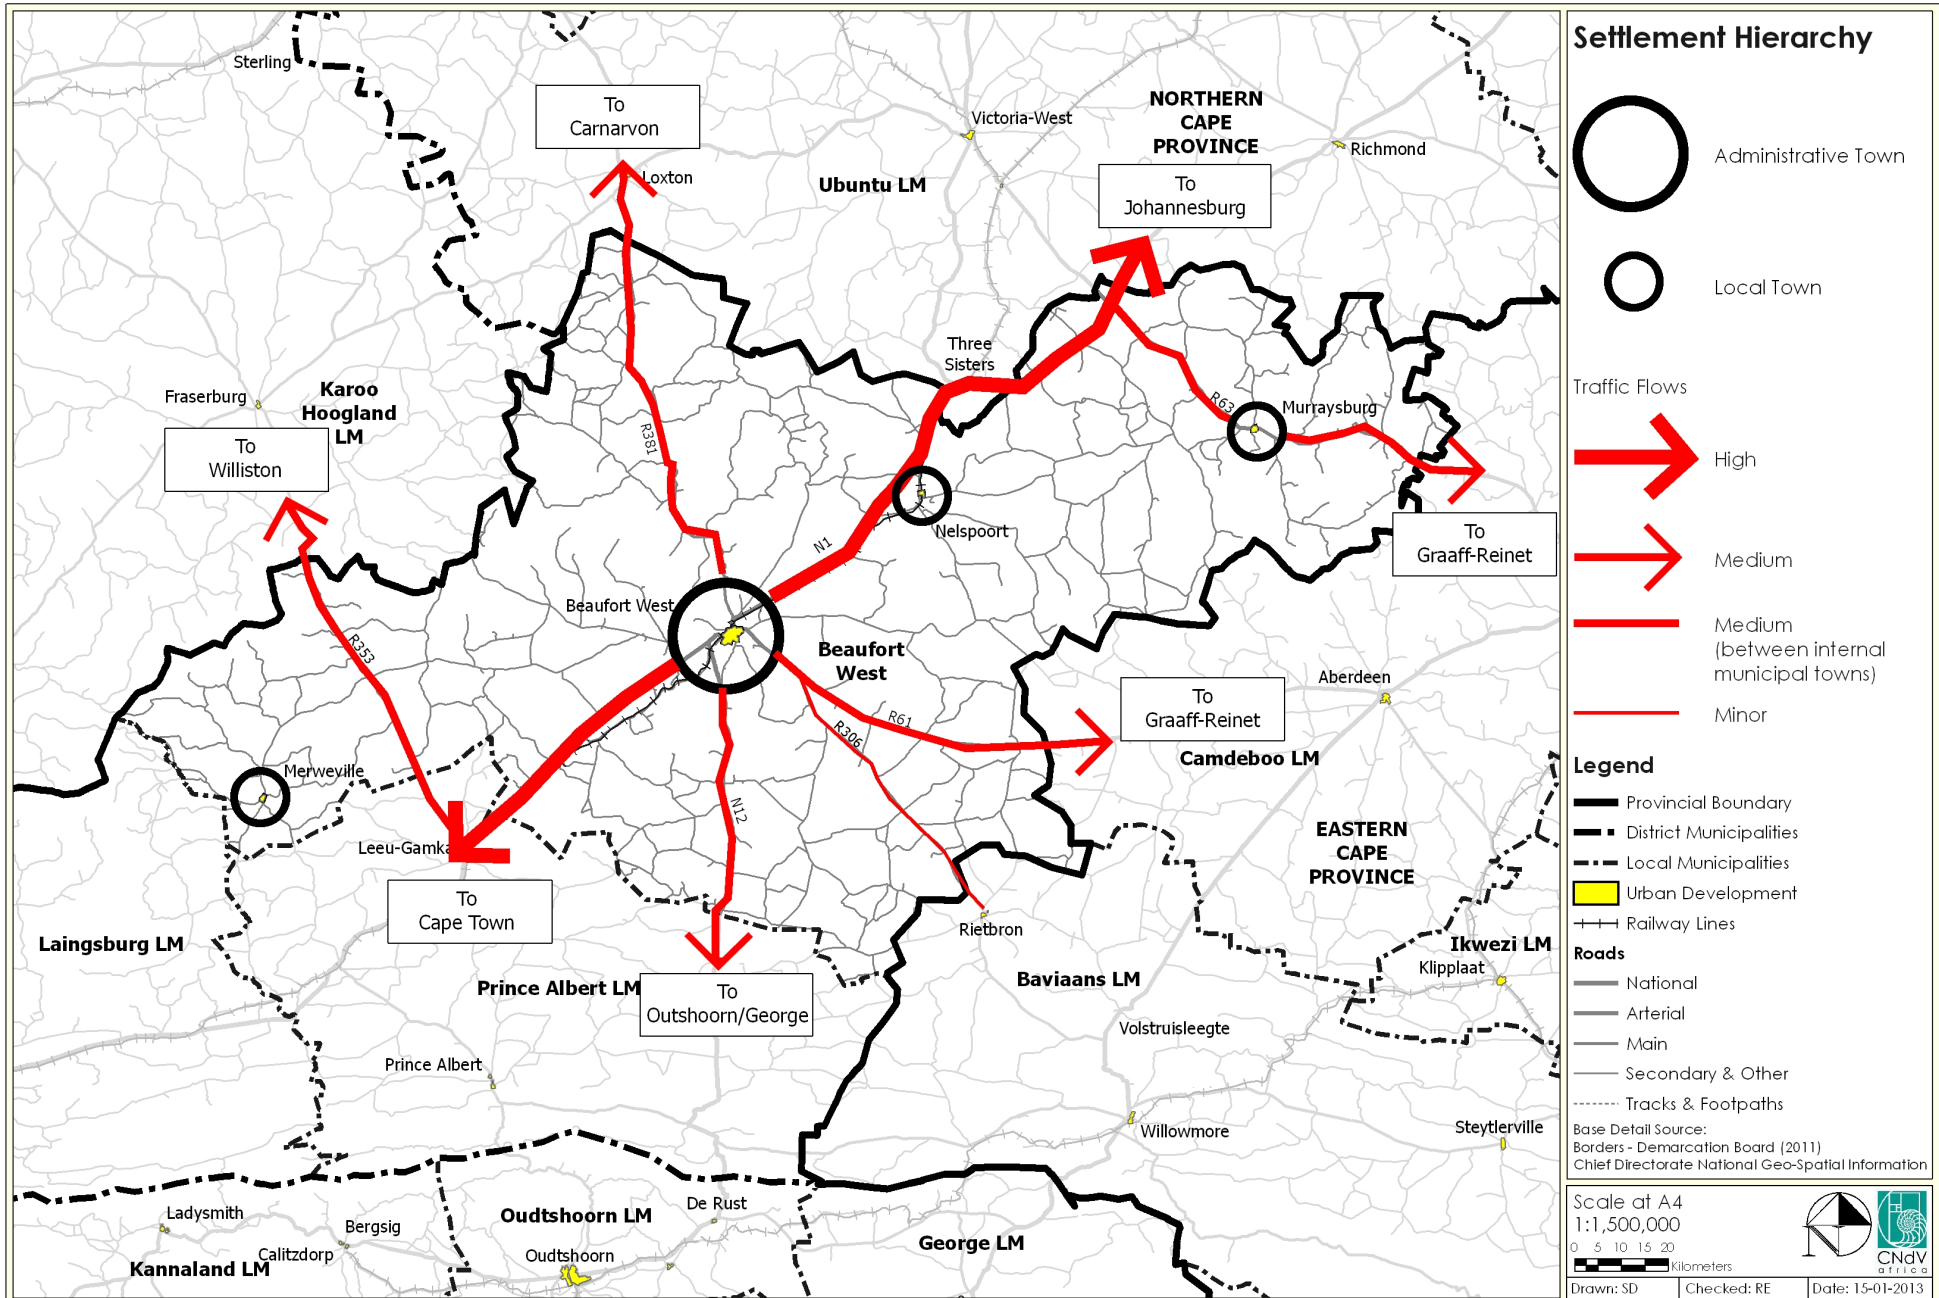 Sterling
To
Carnarvon
Loxton
Victoria-West
NORTHERN
CAPE
PROVINCE
Richmond
Ubuntu LM
To
Johannesburg
Three
Sisters
Fraserburg
Karoo
Hoogland
LM
To
Williston
R381
R63
Murraysburg
N1
Nelspoort
To
Graaff-Reinet
Beaufort West
Beaufort
West
R353
Aberdeen
To
Graaff-Reinet
R61
R306
Camdeboo LM
Merweville
N12
Leeu-Gamka
EASTERN
CAPE
PROVINCE
To
Cape Town
Laingsburg LM
Rietbron
Ikwezi LM
Klipplaat
Prince Albert LM
To
Outshoorn/George
Baviaans LM
Volstruisleegte
Prince Albert
Willowmore
Steytlerville
Ladysmith
Bergsig
Calitzdorp
Kannaland LM
Oudtshoorn LM
De Rust
Oudtshoorn
George LM
Settlement Hierarchy
Administrative Town
Local Town
Traffic Flows
High
Medium
Medium
(between internal
municipal towns)
Minor
Legend
Provincial Boundary
District Municipalities
Local Municipalities
Urban Development
Railway Lines
Roads
National
Arterial
Main
Secondary & Other
Tracks & Footpaths
Base Detail Source:
Borders - Demarcation Board (2011)
Chief Directorate National Geo-Spatial Information
Scale at A4
1:1,500,000
0 5 10 15 20
Kilometers
CNdV
africa
Drawn: SD
Checked: RE
Date: 15-01-2013